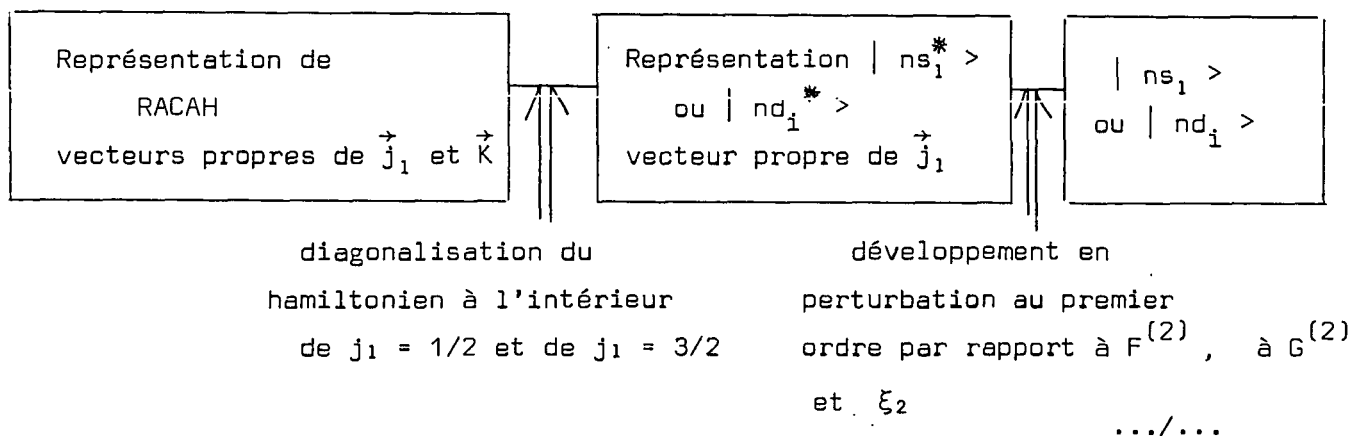 Représentation de
RACAH
vecteurs propres de j⃗₁ et K⃗
Représentation | ns₁* >
ou | nd_i* >
vecteur propre de j⃗₁
| ns₁ >
ou | nd_i >
diagonalisation du
hamiltonien à l'intérieur
de j₁ = 1/2 et de j₁ = 3/2
développement en
perturbation au premier
ordre par rapport à F⁽²⁾ , à G⁽²⁾
et ξ₂
.../...